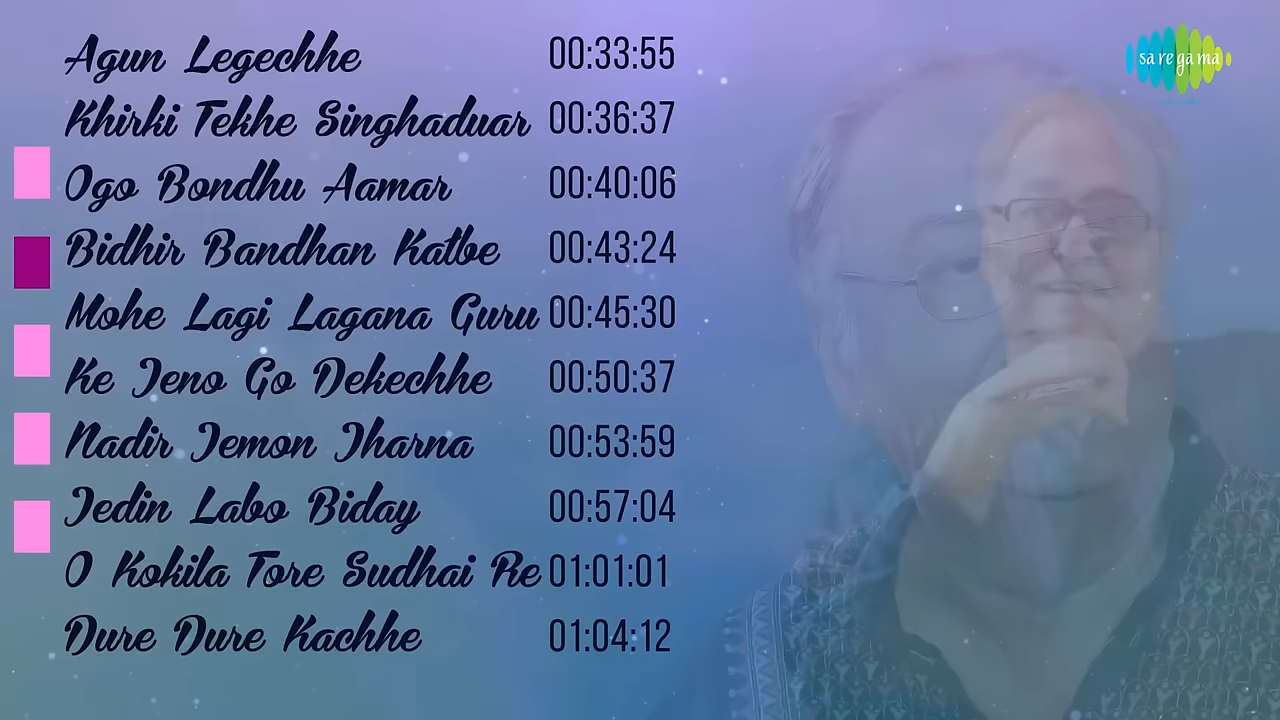 Agun Legechhe 00:33:55
Khirki Tekhe Singhaduar 00:36:37
Ogo Bondhu Aamar 00:40:06
Bidhir Bandhan Katbe 00:43:24
Mohe Lagi Lagana Guru 00:45:30
Ke Jeno Go Dekechhe 00:50:37
Nadir Jemon Jharna 00:53:59
Jedin Labo Biday 00:57:04
O Kokila Tore Sudhai Re 01:01:01
Dure Dure Kachhe 01:04:12
sa re ga ma